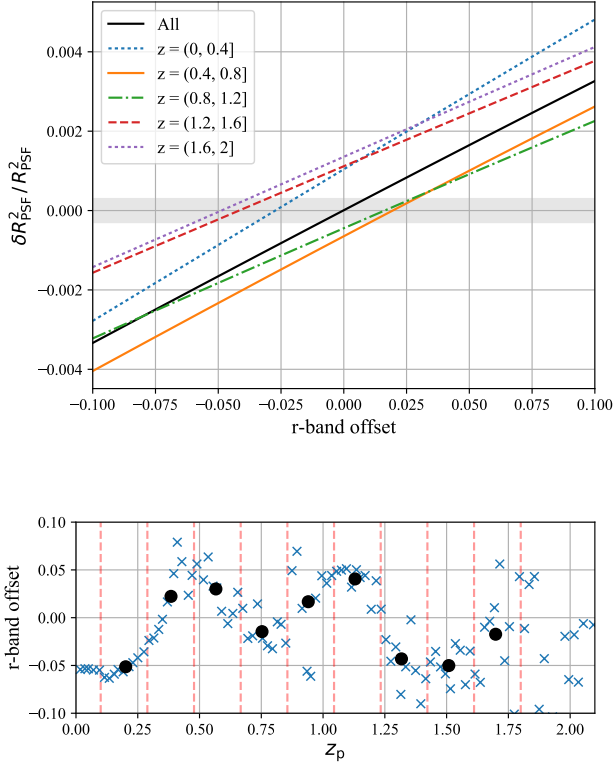 All
z = (0, 0.4]
z = (0.4, 0.8]
z = (0.8, 1.2]
z = (1.2, 1.6]
z = (1.6, 2]
δR²PSF / R²PSF
0.004
0.002
0.000
−0.002
−0.004
−0.100 −0.075 −0.050 −0.025 0.000 0.025 0.050 0.075 0.100
r-band offset
r-band offset
0.10
0.05
0.00
−0.05
−0.10
0.00 0.25 0.50 0.75 1.00 1.25 1.50 1.75 2.00
zp